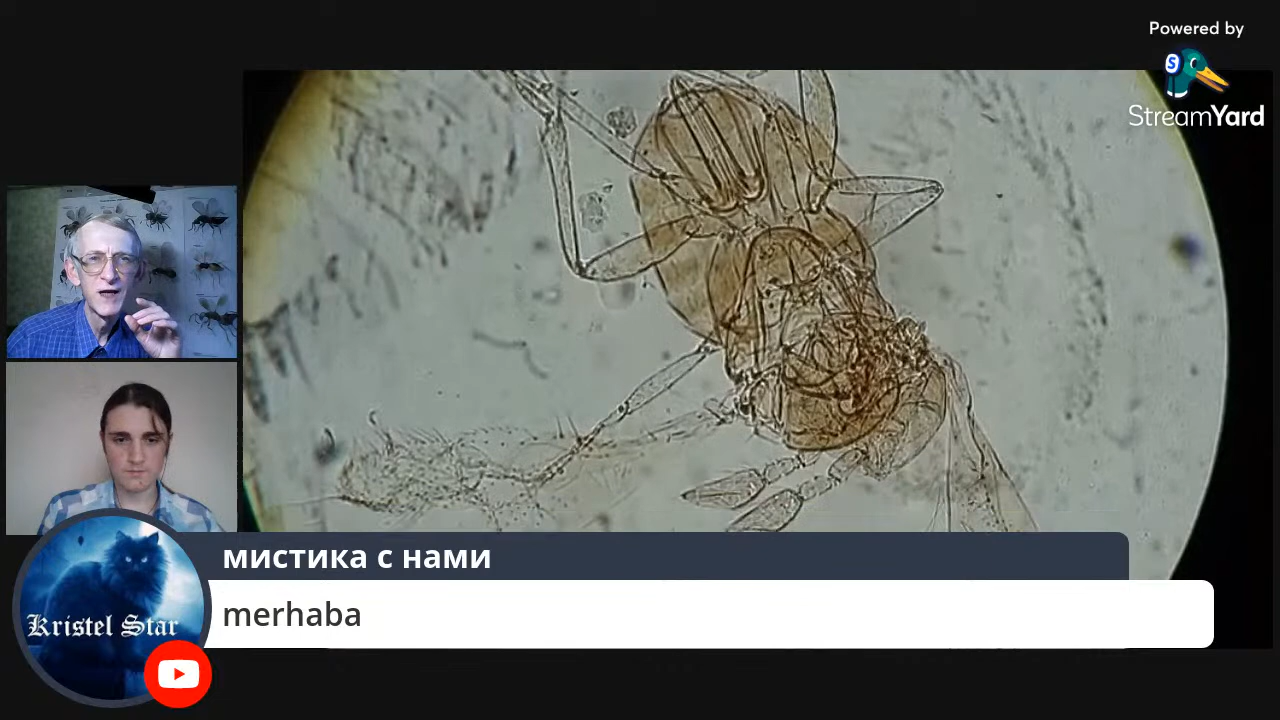 Powered by
S
StreamYard
мистика с нами
Kristel Star
merhaba